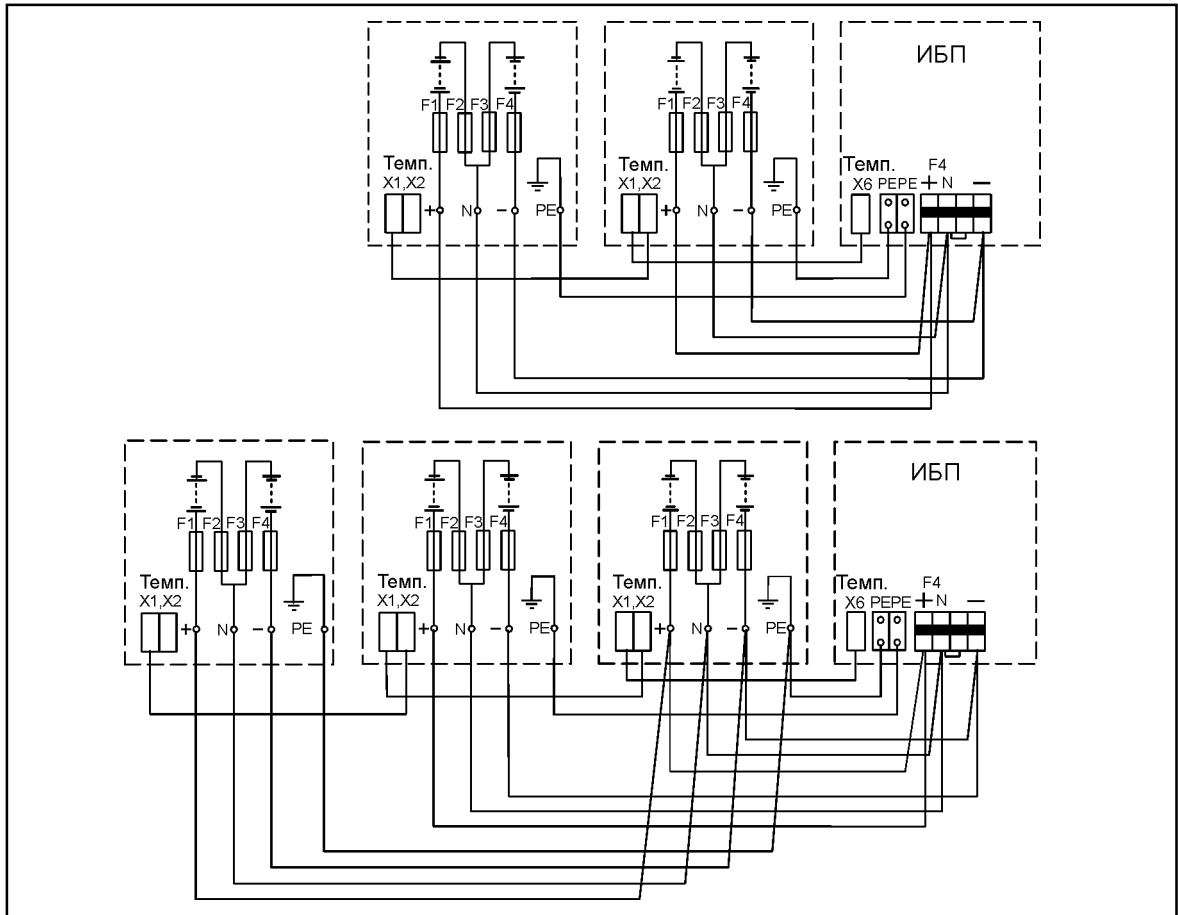 ИБП
F1 F2 F3 F4
F1 F2 F3 F4
Темп.
X1,X2
+ N - PE
Темп.
X1,X2
+ N - PE
Темп. F4
X6 PEPE + N —
ИБП
F1 F2 F3 F4
F1 F2 F3 F4
F1 F2 F3 F4
Темп.
X1,X2
+ N - PE
Темп.
X1,X2
+ N - PE
Темп.
X1,X2
+ N - PE
Темп. F4
X6 PEPE + N —